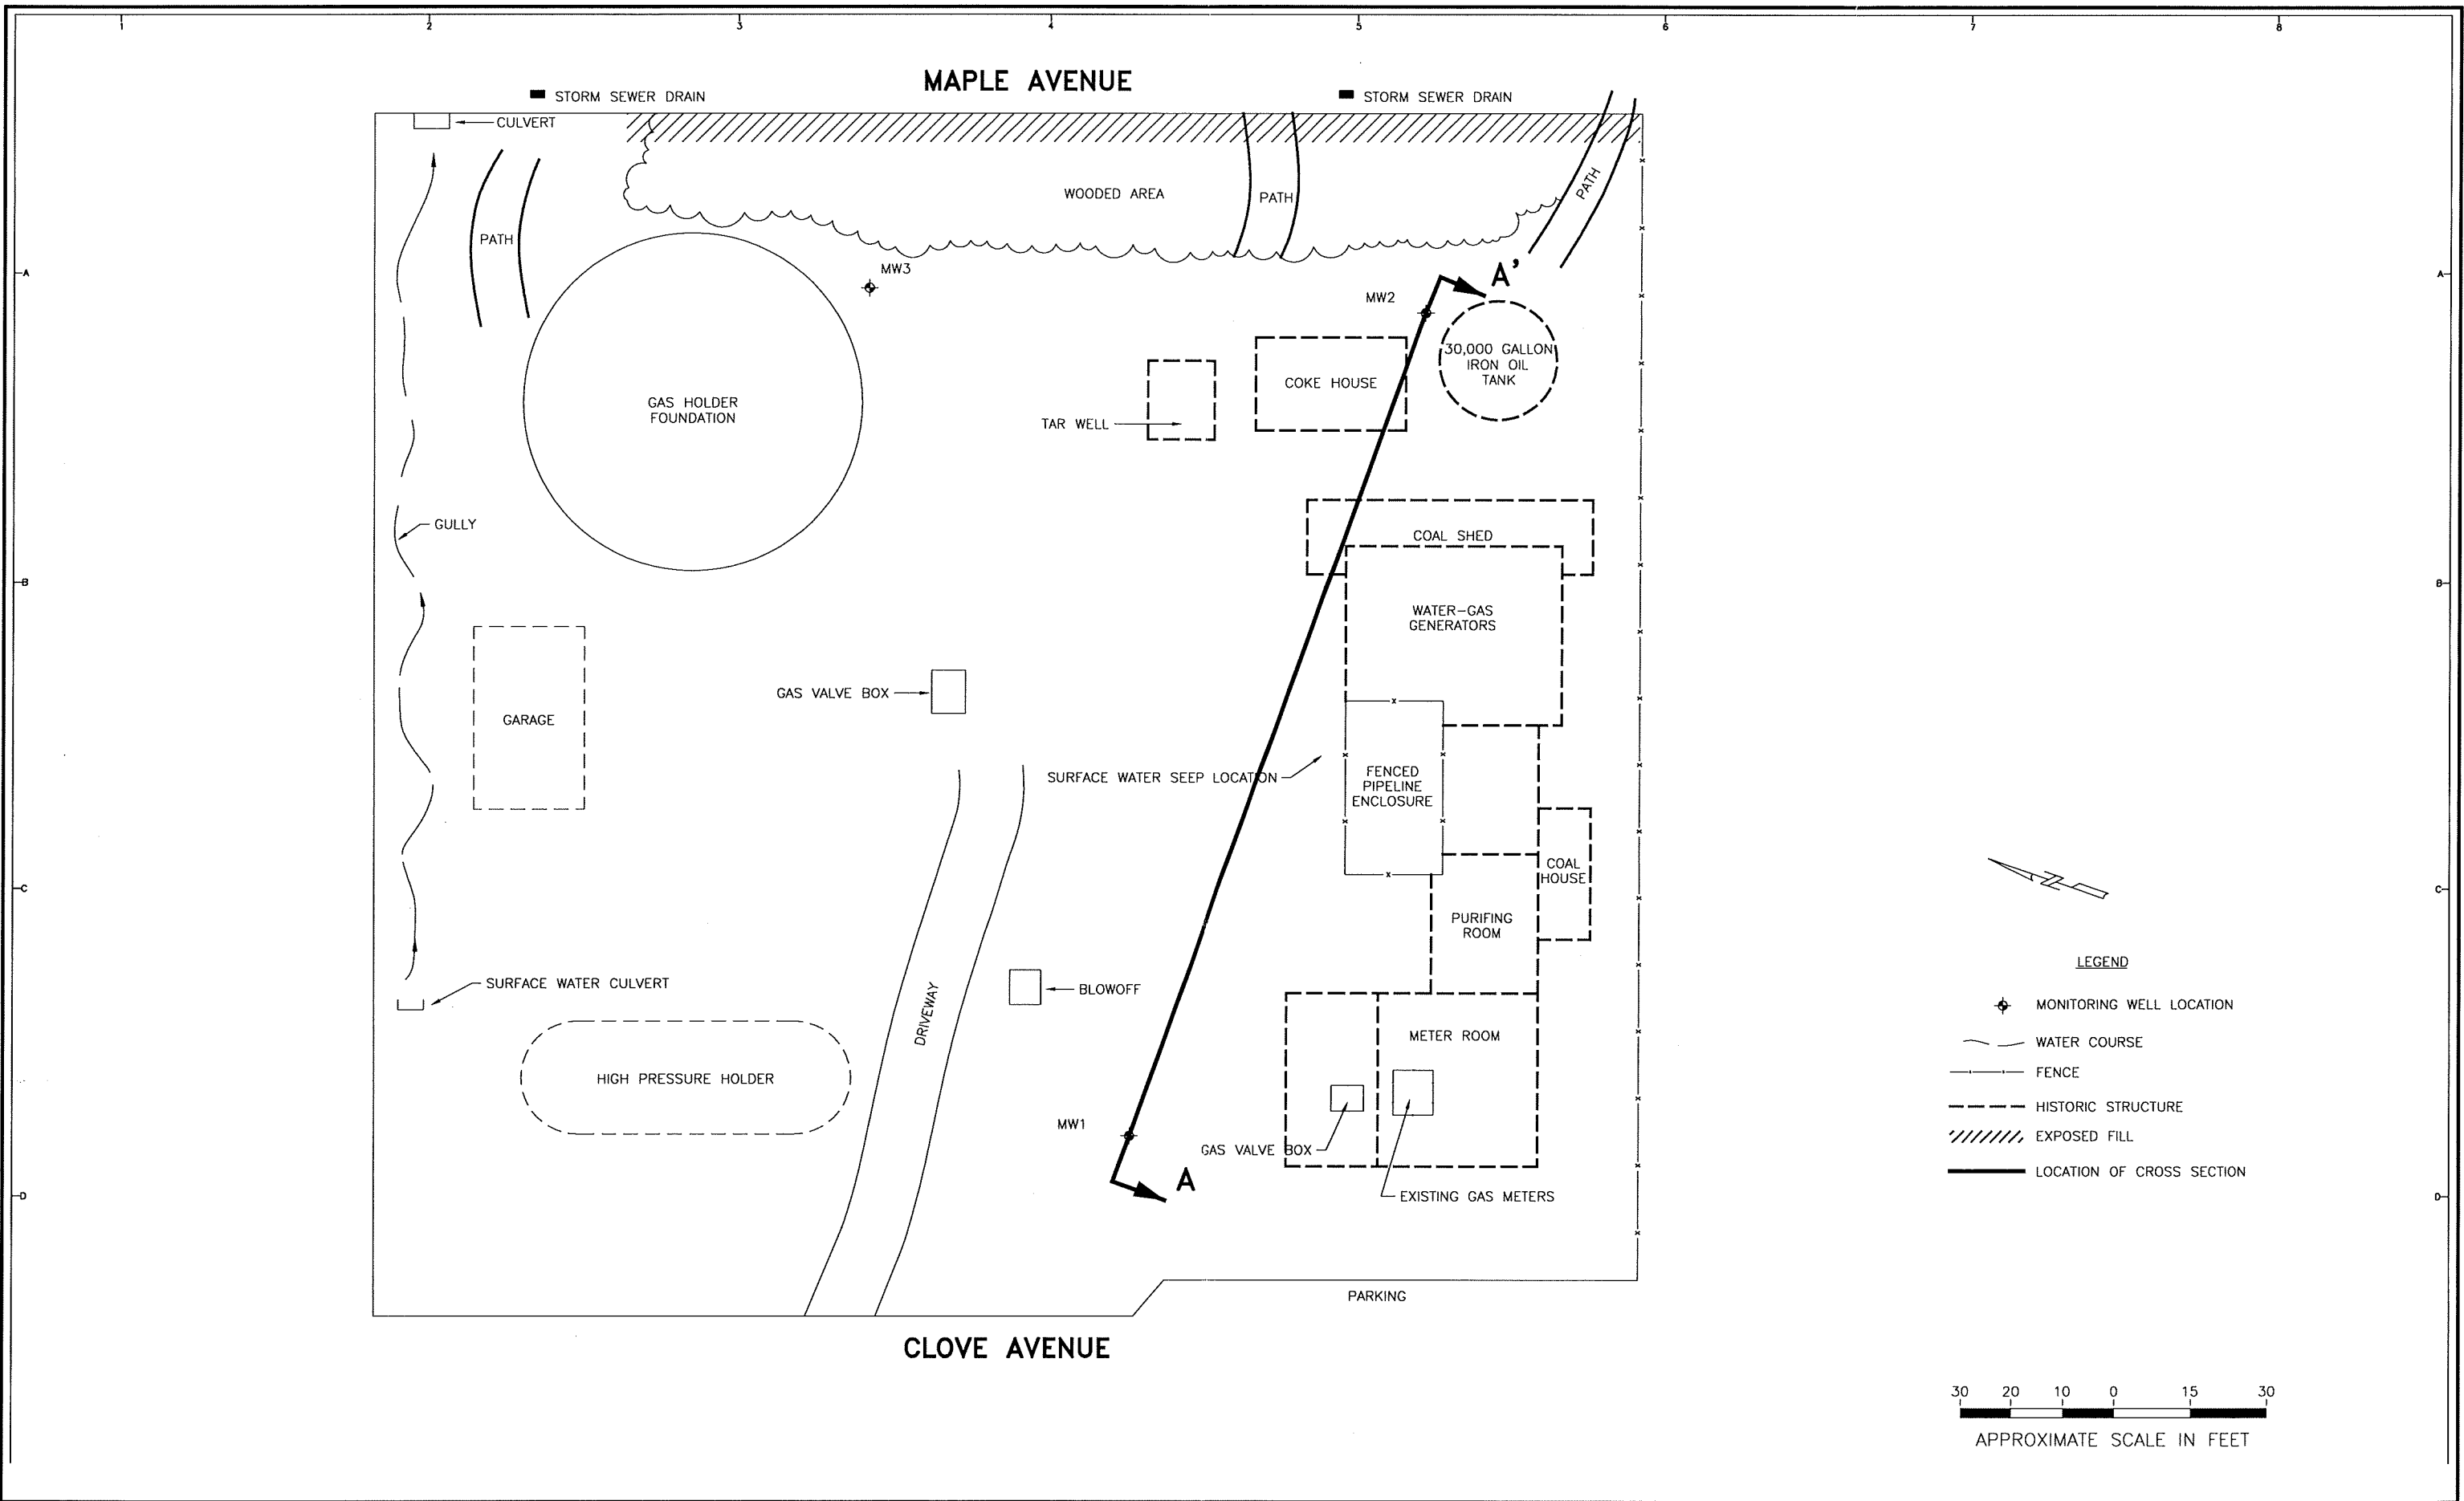 1 2 3 4 5 6 7 8
MAPLE AVENUE
STORM SEWER DRAIN
STORM SEWER DRAIN
CULVERT
PATH
WOODED AREA
PATH
PATH
A
A
MW3
MW2
A'
30,000 GALLON
IRON OIL
TANK
COKE HOUSE
GAS HOLDER
FOUNDATION
TAR WELL
GULLY
COAL SHED
B
B
WATER-GAS
GENERATORS
GAS VALVE BOX
GARAGE
SURFACE WATER SEEP LOCATION
FENCED
PIPELINE
ENCLOSURE
COAL
HOUSE
C
C
PURIFING
ROOM
SURFACE WATER CULVERT
BLOWOFF
DRIVEWAY
METER ROOM
HIGH PRESSURE HOLDER
MW1
GAS VALVE BOX
A
EXISTING GAS METERS
D
D
PARKING
CLOVE AVENUE
N
LEGEND
MONITORING WELL LOCATION
WATER COURSE
FENCE
HISTORIC STRUCTURE
EXPOSED FILL
LOCATION OF CROSS SECTION
30 20 10 0 15 30
APPROXIMATE SCALE IN FEET